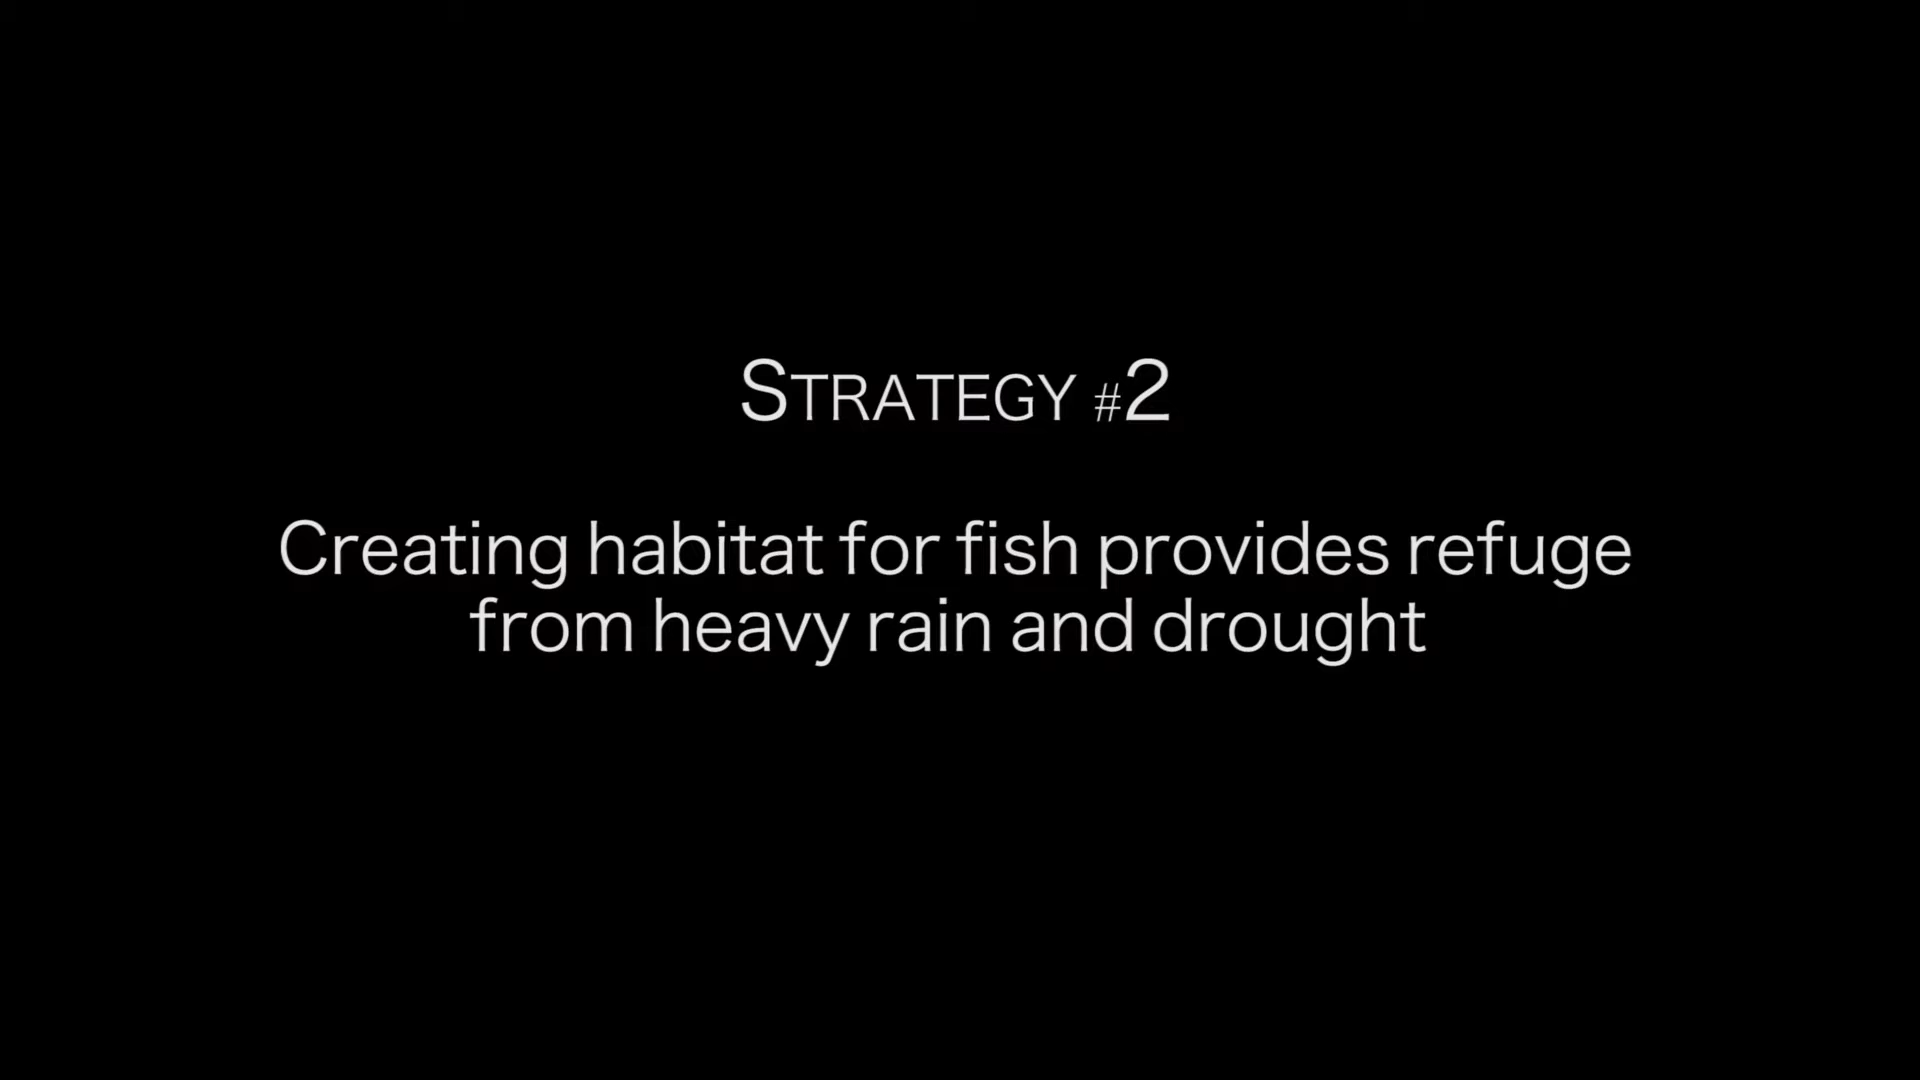 STRATEGY #2
Creating habitat for fish provides refuge
from heavy rain and drought